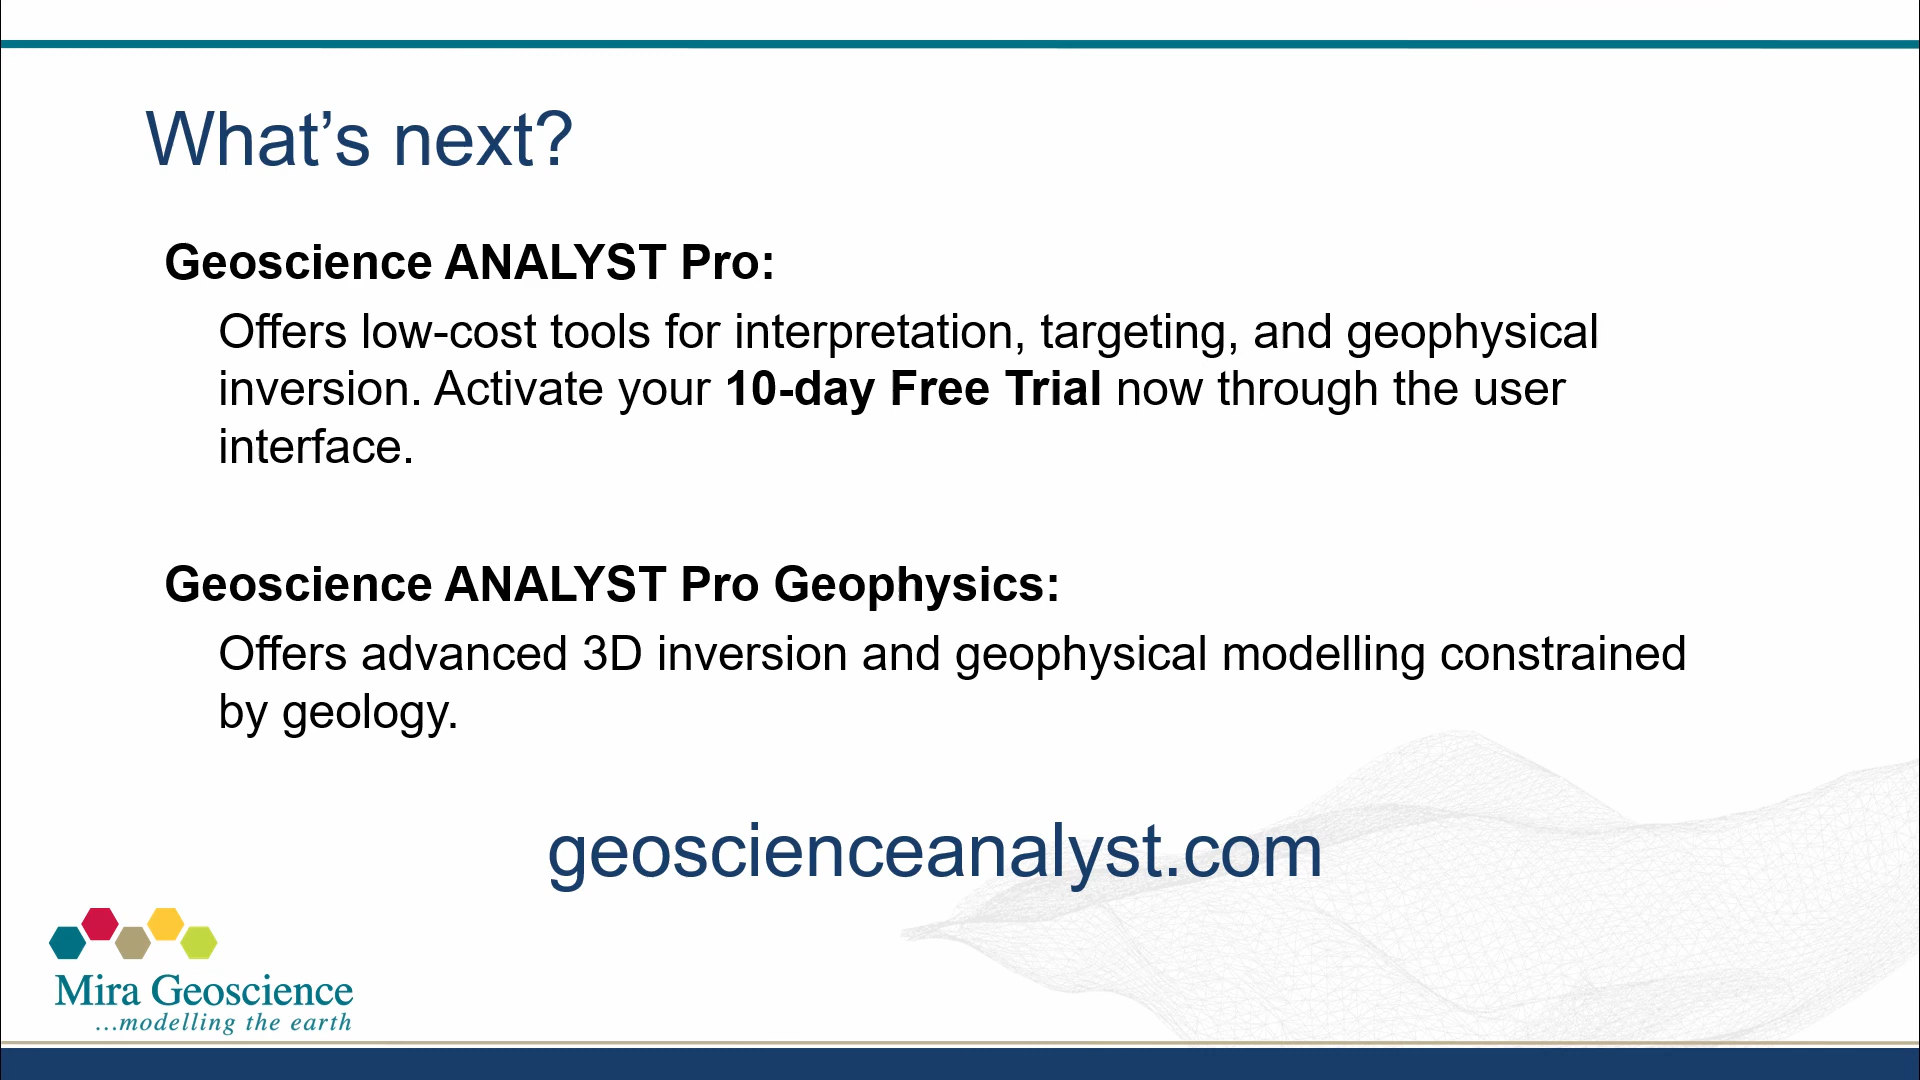 What’s next?
Geoscience ANALYST Pro:
Offers low-cost tools for interpretation, targeting, and geophysical
inversion. Activate your 10-day Free Trial now through the user
interface.
Geoscience ANALYST Pro Geophysics:
Offers advanced 3D inversion and geophysical modelling constrained
by geology.
geoscienceanalyst.com
Mira Geoscience
...modelling the earth